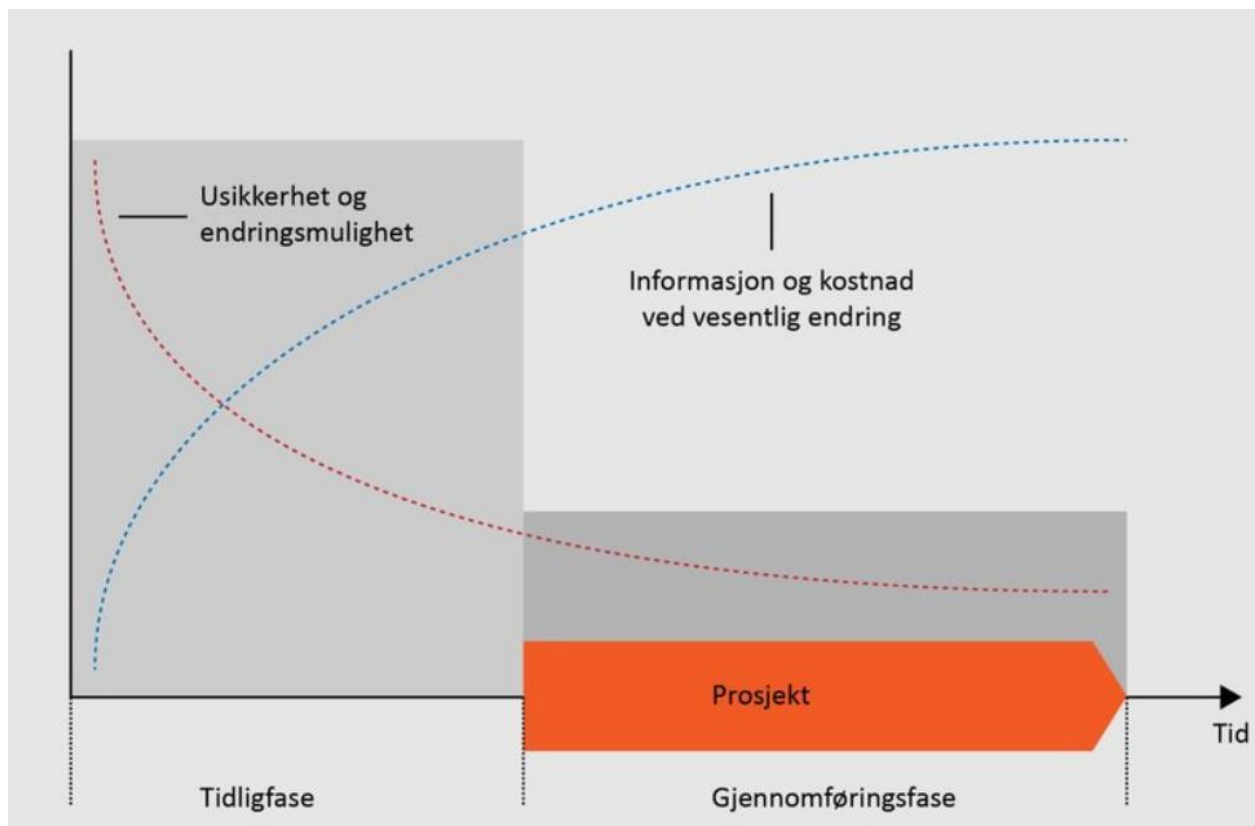 Usikkerhet og
endringsmulighet
Informasjon og kostnad
ved vesentlig endring
Prosjekt
Tid
Tidligfase
Gjennomføringsfase